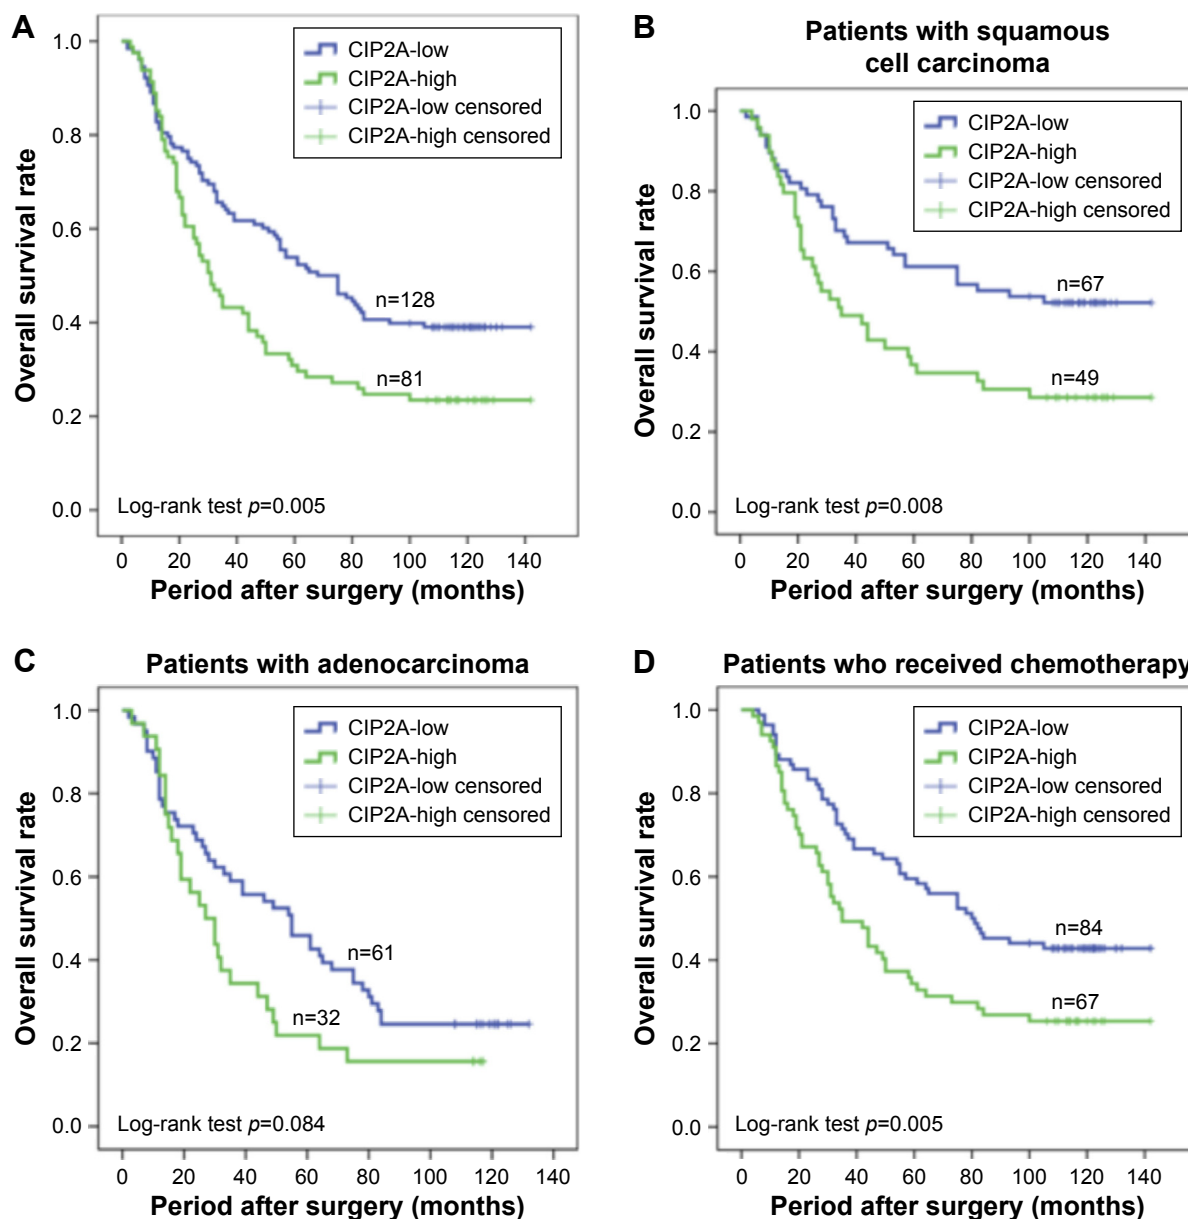 A
1.0
0.8
0.6
0.4
0.2
0.0
Overall survival rate
CIP2A-low
CIP2A-high
CIP2A-low censored
CIP2A-high censored
n=128
n=81
Log-rank test p=0.005
0 20 40 60 80 100 120 140
Period after surgery (months)
B
Patients with squamous
cell carcinoma
1.0
0.8
0.6
0.4
0.2
0.0
Overall survival rate
CIP2A-low
CIP2A-high
CIP2A-low censored
CIP2A-high censored
n=67
n=49
Log-rank test p=0.008
0 20 40 60 80 100 120 140
Period after surgery (months)
C
Patients with adenocarcinoma
1.0
0.8
0.6
0.4
0.2
0.0
Overall survival rate
CIP2A-low
CIP2A-high
CIP2A-low censored
CIP2A-high censored
n=61
n=32
Log-rank test p=0.084
0 20 40 60 80 100 120 140
Period after surgery (months)
D
Patients who received chemotherapy
1.0
0.8
0.6
0.4
0.2
0.0
Overall survival rate
CIP2A-low
CIP2A-high
CIP2A-low censored
CIP2A-high censored
n=84
n=67
Log-rank test p=0.005
0 20 40 60 80 100 120 140
Period after surgery (months)